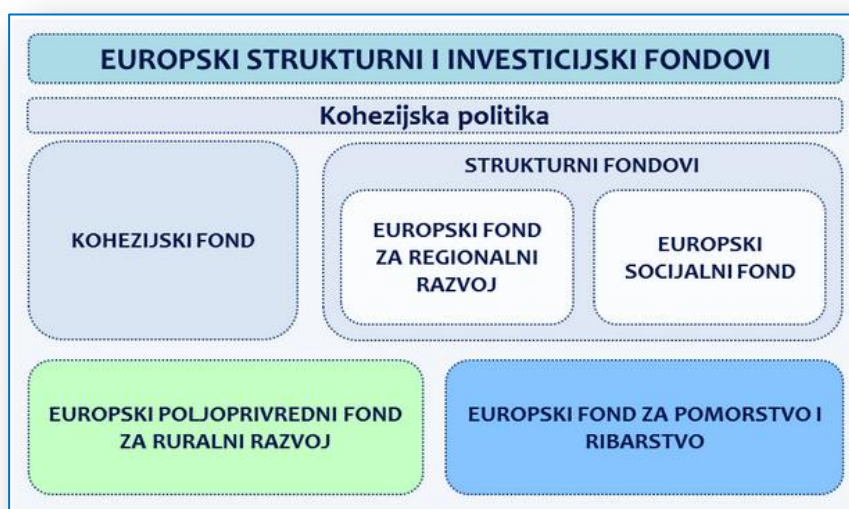 EUROPSKI STRUKTURNI I INVESTICIJSKI FONDOVI
Kohezijska politika
KOHEZIJSKI FOND
STRUKTURNI FONDOVI
EUROPSKI FOND
ZA REGIONALNI
RAZVOJ
EUROPSKI
SOCIJALNI FOND
EUROPSKI POLJOPRIVREDNI FOND
ZA RURALNI RAZVOJ
EUROPSKI FOND ZA POMORSTVO I
RIBARSTVO